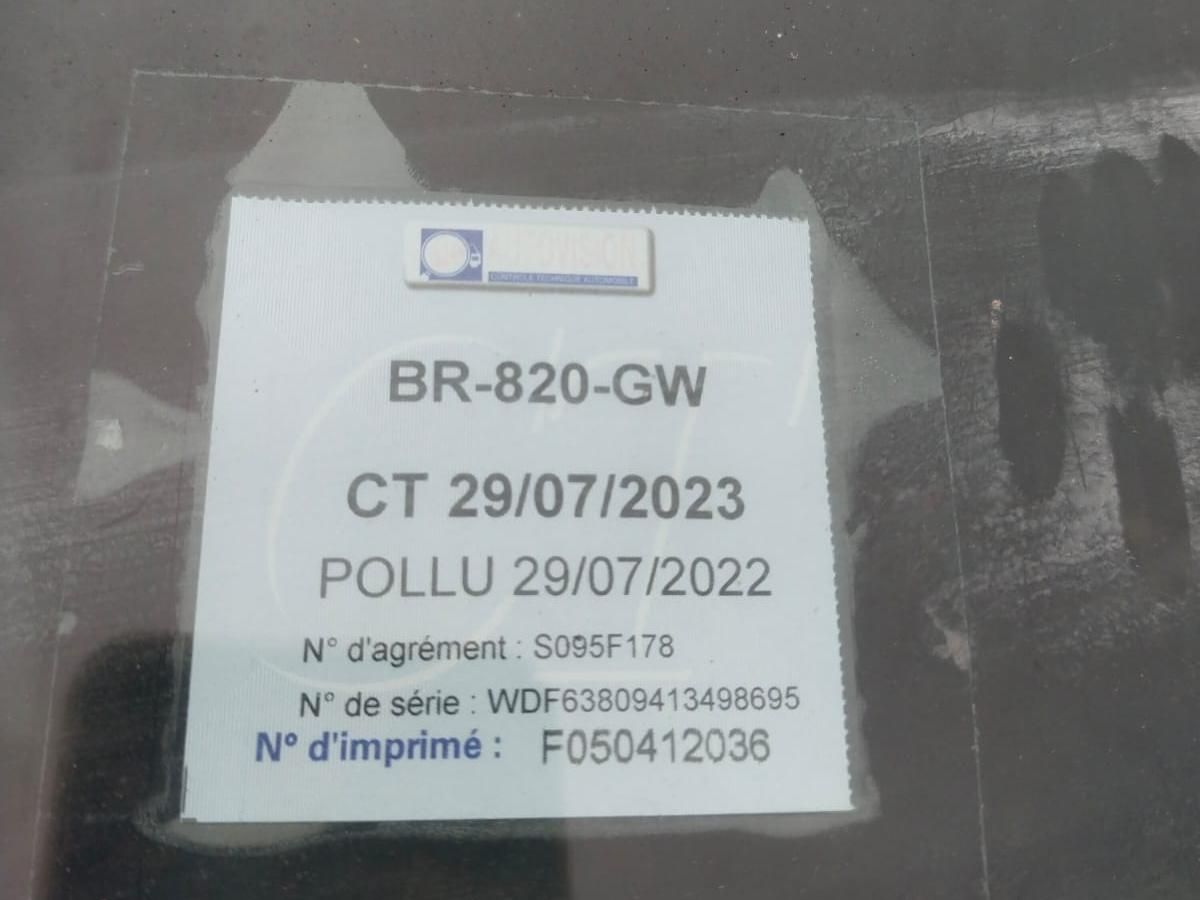 CONTROLE TECHNIQUE AUTOMOBILE
BR-820-GW
CT 29/07/2023
POLLU 29/07/2022
N° d'agrément : S095F178
N° de série : WDF63809413498695
N° d'imprimé : F050412036